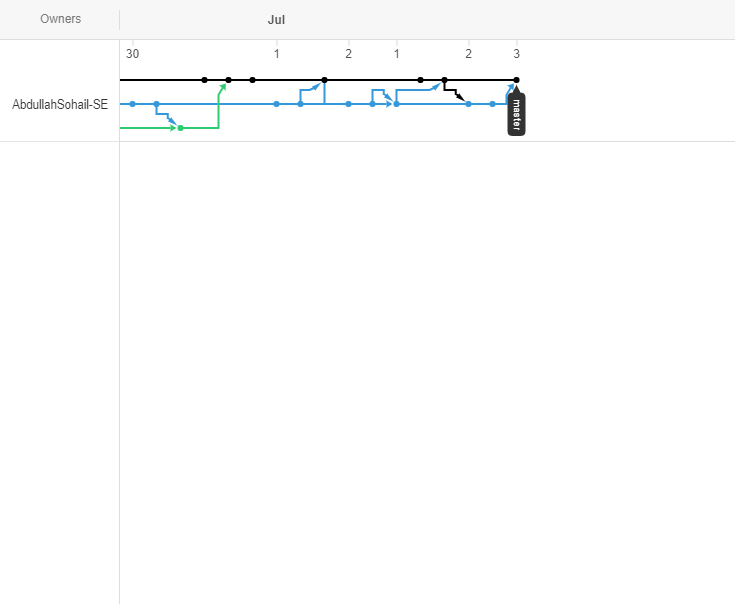 Owners
Jul
30 1 2 1 2 3
AbdullahSohail-SE
master